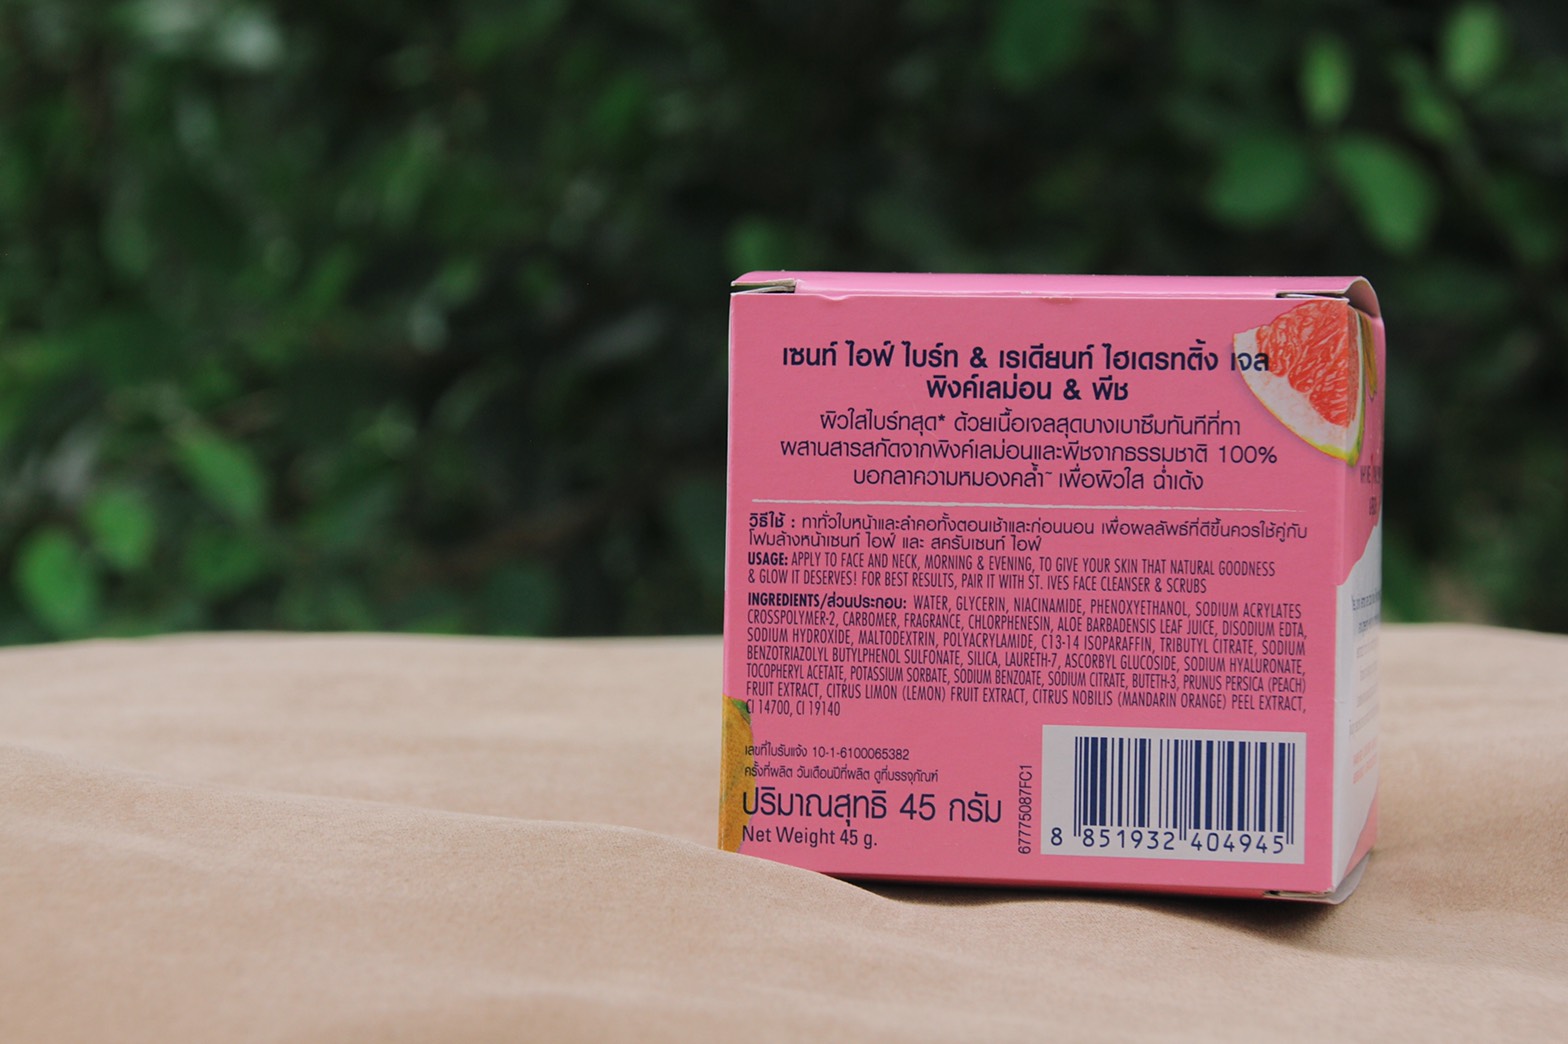 เซนท์ ไอฟ์ ไบร์ท & เรเดียนท์ ไฮเดรทติ้ง เจล
พิงค์เลม่อน & พีช
ผิวใสไบร์ทสุด* ด้วยเนื้อเจลสุดบางเบาซึมทันทีที่ทา
ผสานสารสกัดจากพิงค์เลม่อนและพีชจากธรรมชาติ 100%
บอกลาความหมองคล้ำ~ เพื่อผิวใส ฉ่ำเด้ง
วิธีใช้ : ทาทั่วใบหน้าและลำคอทั้งตอนเช้าและก่อนนอน เพื่อผลลัพธ์ที่ดีขึ้นควรใช้คู่กับ
โฟมล้างหน้าเซนท์ ไอฟ์ และ สครับเซนท์ ไอฟ์
USAGE: APPLY TO FACE AND NECK, MORNING & EVENING, TO GIVE YOUR SKIN THAT NATURAL GOODNESS
& GLOW IT DESERVES! FOR BEST RESULTS, PAIR IT WITH ST. IVES FACE CLEANSER & SCRUBS
INGREDIENTS/ส่วนประกอบ: WATER, GLYCERIN, NIACINAMIDE, PHENOXYETHANOL, SODIUM ACRYLATES
CROSSPOLYMER-2, CARBOMER, FRAGRANCE, CHLORPHENESIN, ALOE BARBADENSIS LEAF JUICE, DISODIUM EDTA,
SODIUM HYDROXIDE, MALTODEXTRIN, POLYACRYLAMIDE, C13-14 ISOPARAFFIN, TRIBUTYL CITRATE, SODIUM
BENZOTRIAZOLYL BUTYLPHENOL SULFONATE, SILICA, LAURETH-7, ASCORBYL GLUCOSIDE, SODIUM HYALURONATE,
TOCOPHERYL ACETATE, POTASSIUM SORBATE, SODIUM BENZOATE, SODIUM CITRATE, BUTETH-3, PRUNUS PERSICA (PEACH)
FRUIT EXTRACT, CITRUS LIMON (LEMON) FRUIT EXTRACT, CITRUS NOBILIS (MANDARIN ORANGE) PEEL EXTRACT,
CI 14700, CI 19140
เลขที่ใบรับแจ้ง 10-1-6100065382
ครั้งที่ผลิต วันเดือนปีที่ผลิต ดูที่บรรจุภัณฑ์
ปริมาณสุทธิ 45 กรัม
Net Weight 45 g.
67775087FC1
8 851932 404945